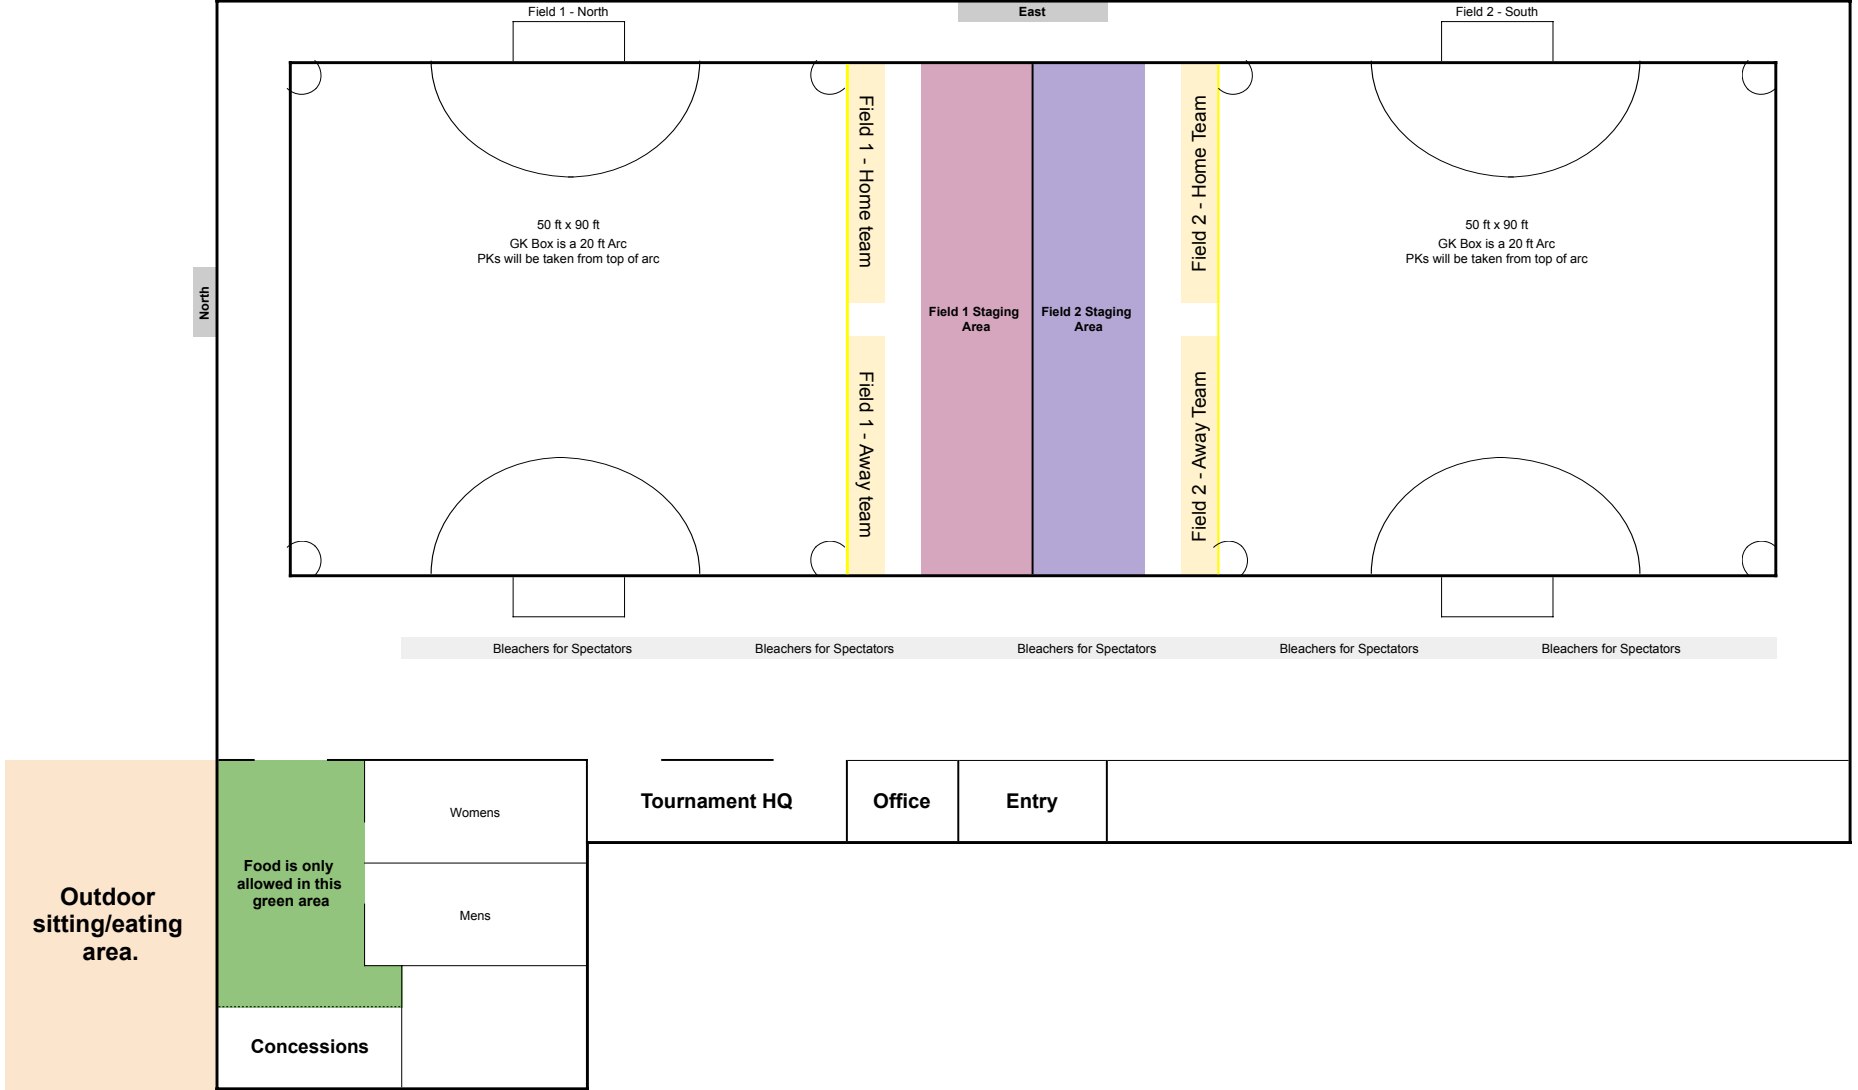 Field 1 - North
East
Field 2 - South
Field 1 - Home team
Field 2 - Home Team
50 ft x 90 ft
GK Box is a 20 ft Arc
PKs will be taken from top of arc
50 ft x 90 ft
GK Box is a 20 ft Arc
PKs will be taken from top of arc
North
Field 1 Staging
Area
Field 2 Staging
Area
Field 1 - Away team
Field 2 - Away Team
Bleachers for Spectators
Bleachers for Spectators
Bleachers for Spectators
Bleachers for Spectators
Bleachers for Spectators
Womens
Tournament HQ
Office
Entry
Food is only
allowed in this
green area
Mens
Outdoor
sitting/eating
area.
Concessions